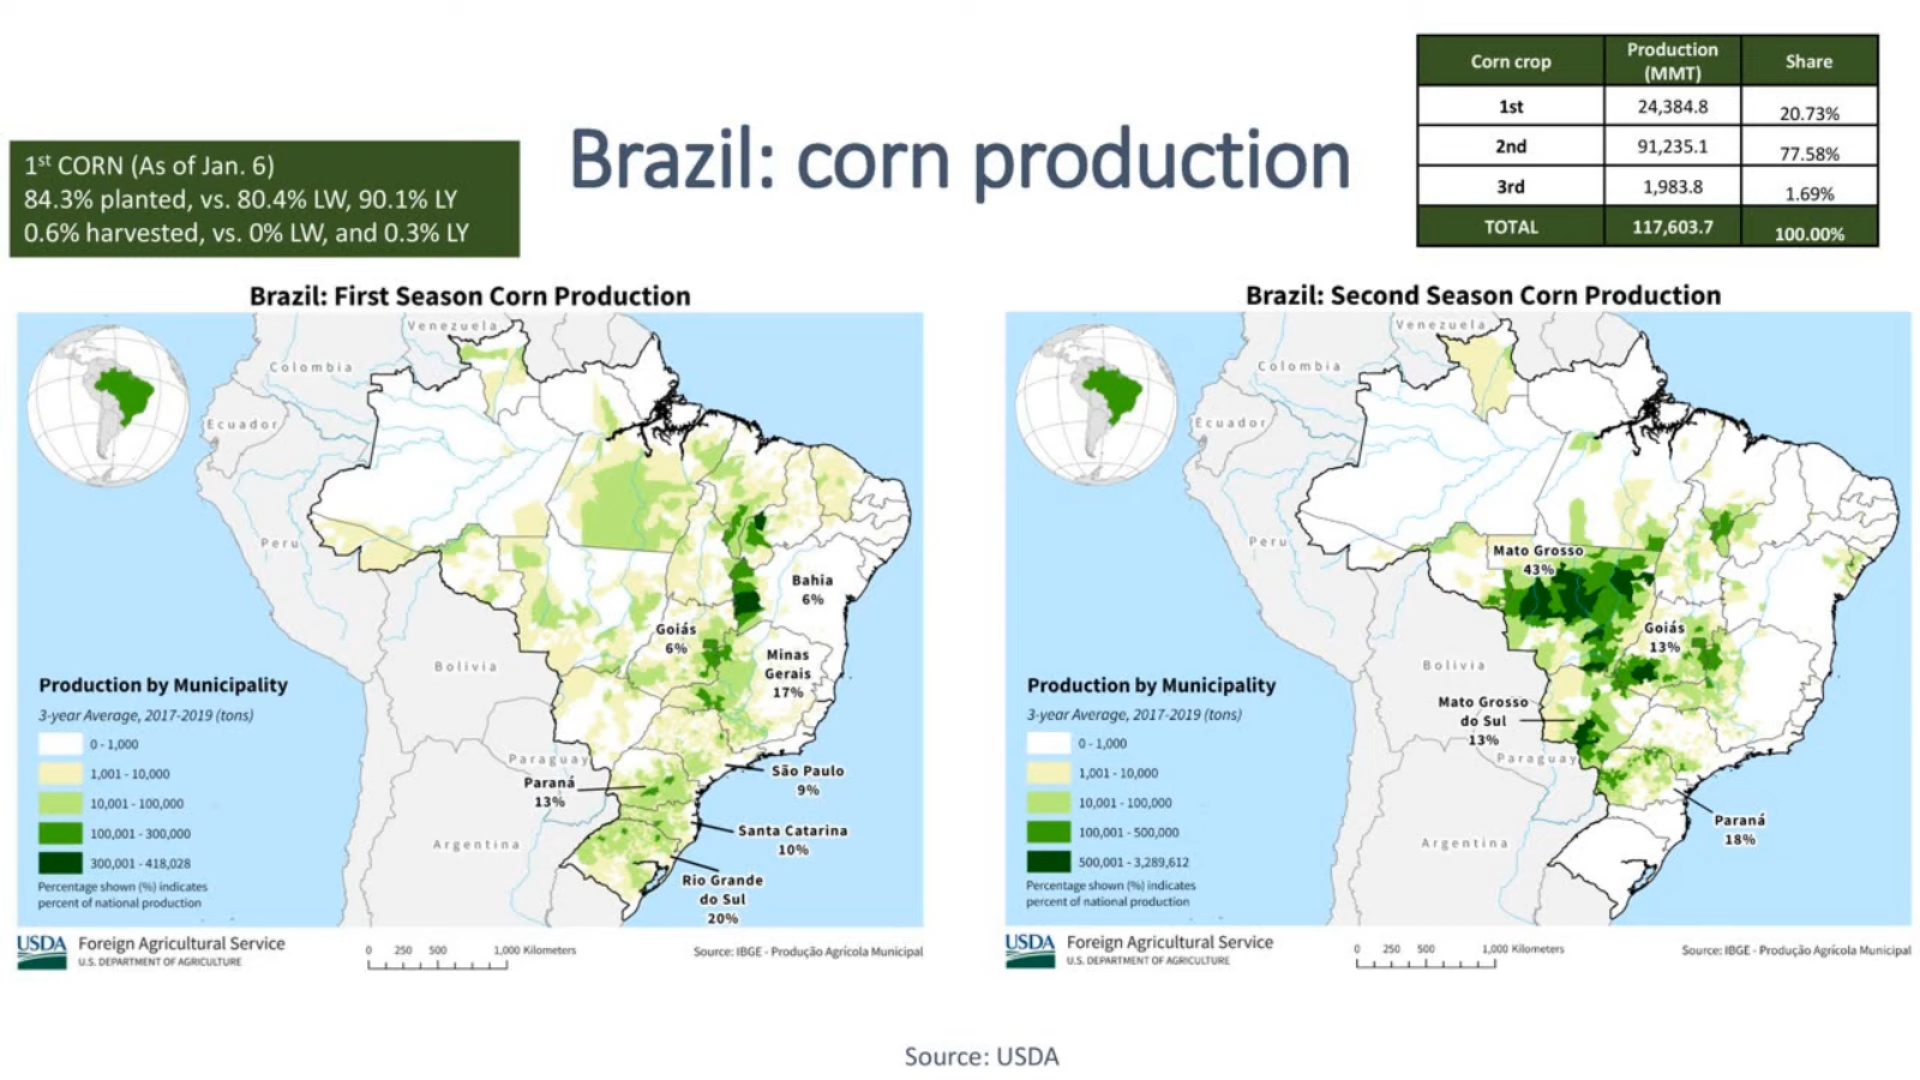 Brazil: corn production
1st CORN (As of Jan. 6)
84.3% planted, vs. 80.4% LW, 90.1% LY
0.6% harvested, vs. 0% LW, and 0.3% LY
Corn crop Production (MMT) Share
1st 24,384.8 20.73%
2nd 91,235.1 77.58%
3rd 1,983.8 1.69%
TOTAL 117,603.7 100.00%
Brazil: First Season Corn Production
Venezuela
Colombia
Ecuador
Peru
Bahia
6%
Goiás
6%
Minas
Gerais
17%
Bolivia
Paraguay
Paraná
13%
São Paulo
9%
Santa Catarina
10%
Argentina
Rio Grande
do Sul
20%
Production by Municipality
3-year Average, 2017-2019 (tons)
0 - 1,000
1,001 - 10,000
10,001 - 100,000
100,001 - 300,000
300,001 - 418,028
Percentage shown (%) indicates
percent of national production
USDA Foreign Agricultural Service
U.S. DEPARTMENT OF AGRICULTURE
0 250 500 1,000 Kilometers
Source: IBGE - Produção Agrícola Municipal
Brazil: Second Season Corn Production
Venezuela
Colombia
Ecuador
Peru
Mato Grosso
43%
Goiás
13%
Bolivia
Mato Grosso
do Sul
13%
Paraguay
Paraná
18%
Argentina
Production by Municipality
3-year Average, 2017-2019 (tons)
0 - 1,000
1,001 - 10,000
10,001 - 100,000
100,001 - 500,000
500,001 - 3,289,612
Percentage shown (%) indicates
percent of national production
USDA Foreign Agricultural Service
U.S. DEPARTMENT OF AGRICULTURE
0 250 500 1,000 Kilometers
Source: IBGE - Produção Agrícola Municipal
Source: USDA